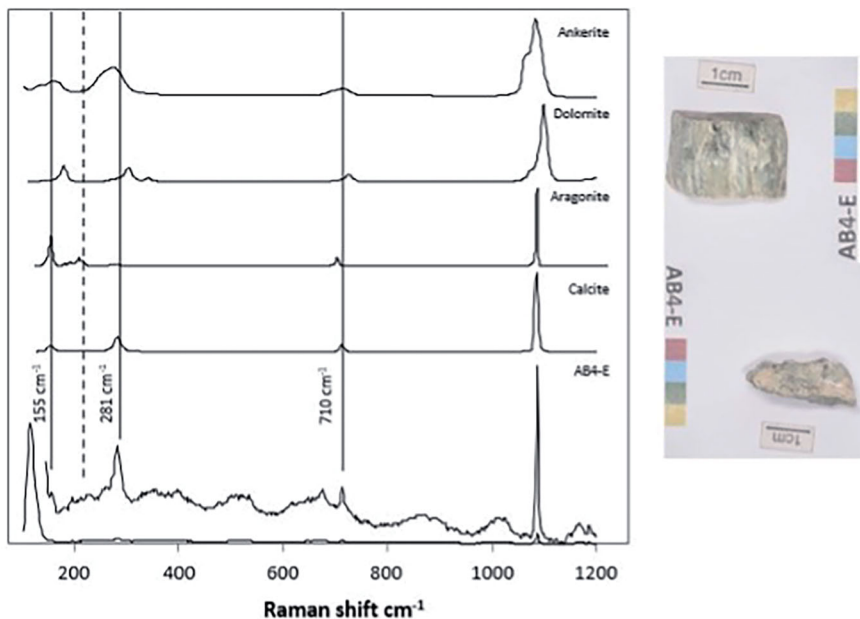 Ankerite
Dolomite
Aragonite
Calcite
AB4-E
155 cm⁻¹
281 cm⁻¹
710 cm⁻¹
200
400
600
800
1000
1200
Raman shift cm⁻¹
1cm
AB4-E
AB4-E
1cm